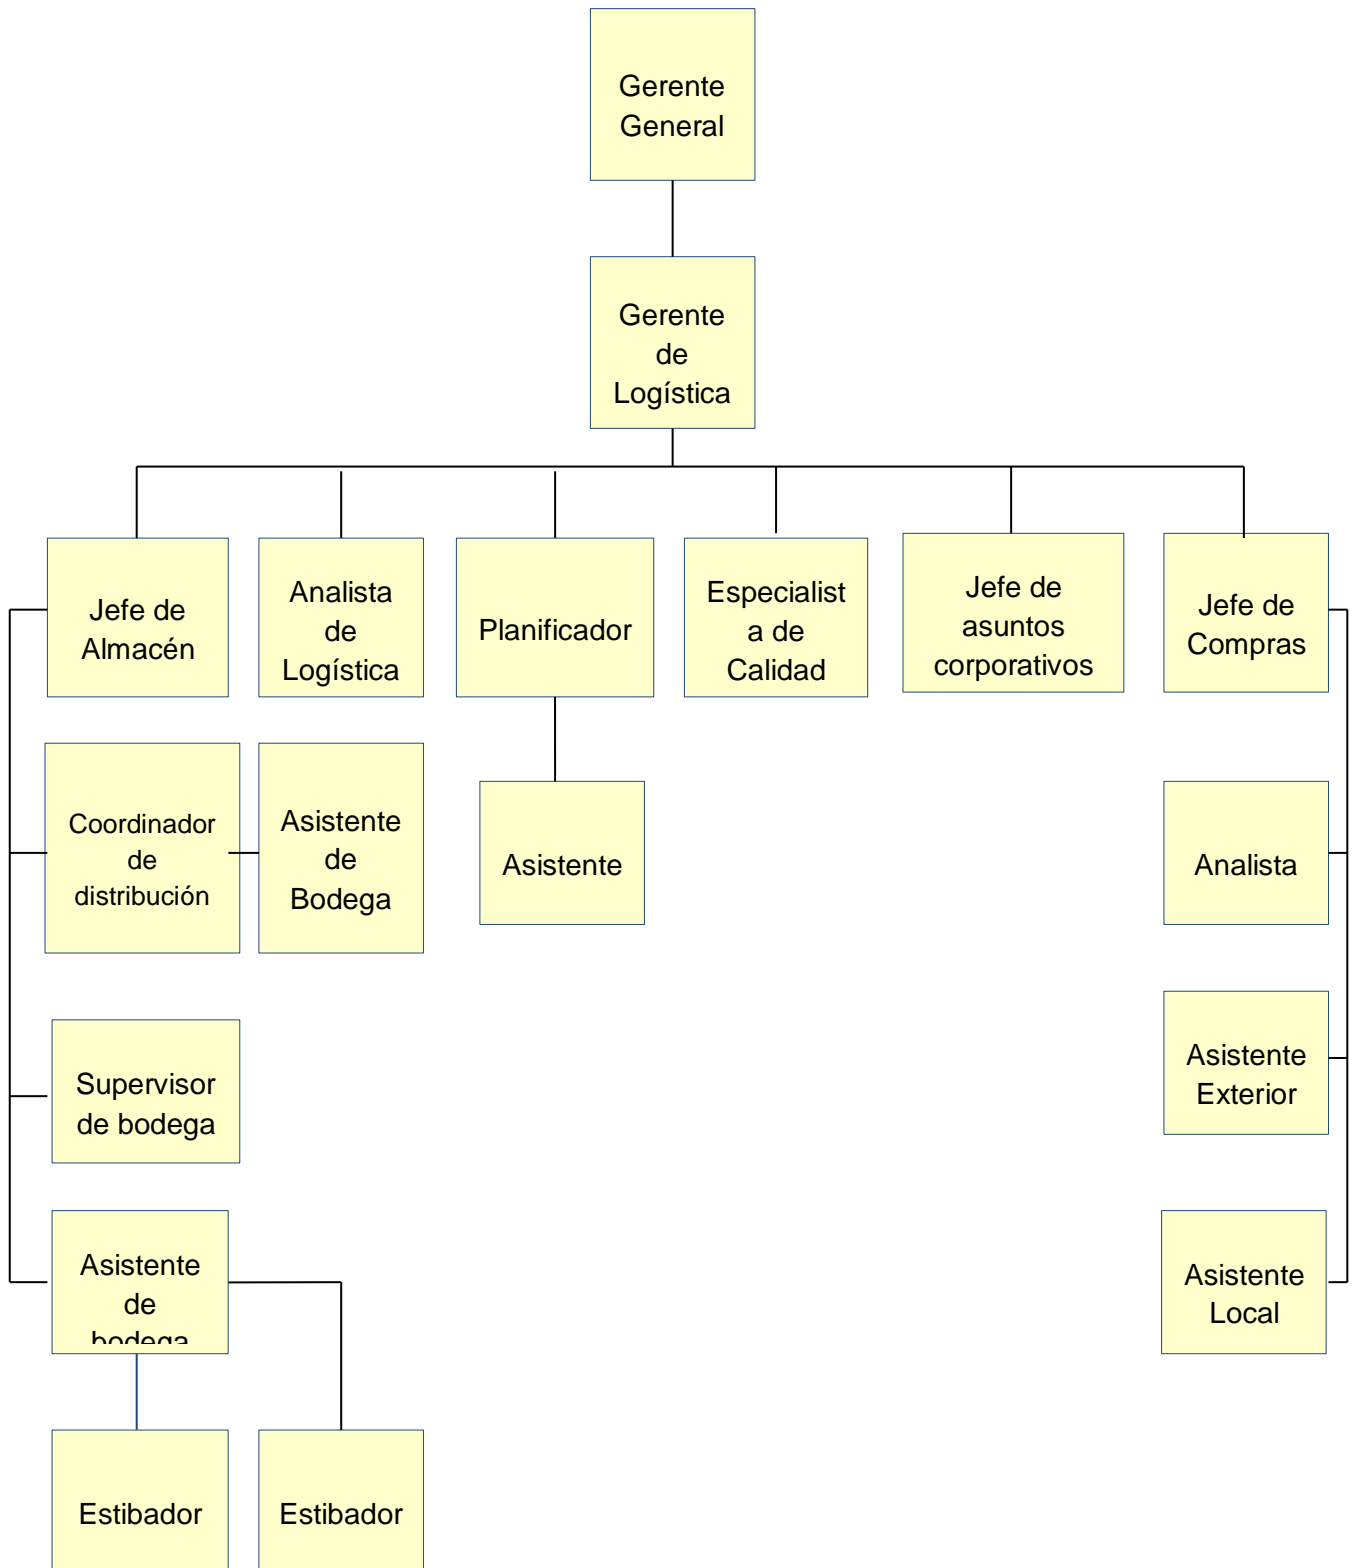 Gerente
General
Gerente
de
Logística
Jefe de
Almacén
Analista
de
Logística
Planificador
Especialist
a de
Calidad
Jefe de
asuntos
corporativos
Jefe de
Compras
Coordinador
de
distribución
Asistente
de
Bodega
Asistente
Analista
Supervisor
de bodega
Asistente
Exterior
Asistente
de
bodega
Asistente
Local
Estibador
Estibador